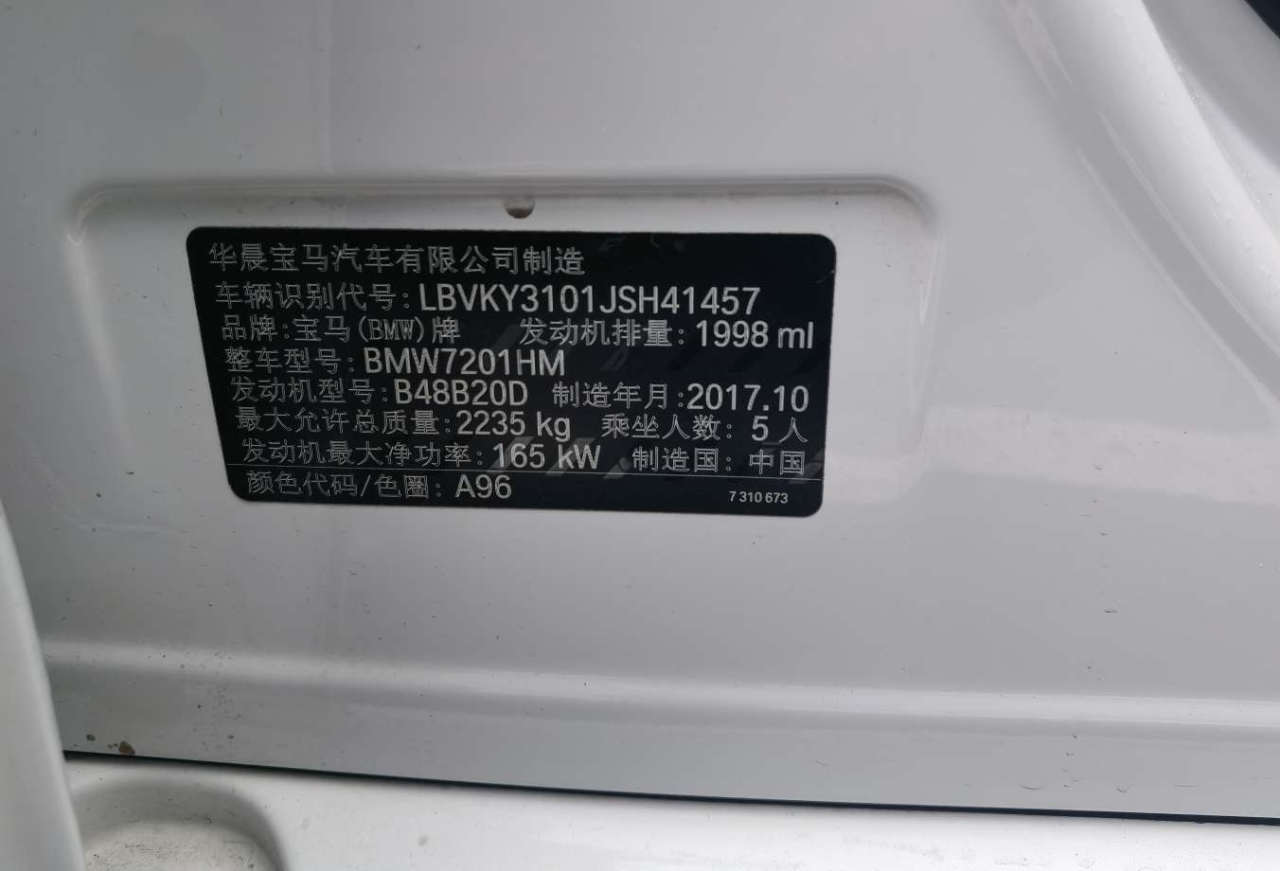 华晨宝马汽车有限公司制造
车辆识别代号:LBVKY3101JSH41457
品牌:宝马(BMW)牌 发动机排量:1998 ml
整车型号:BMW7201HM
发动机型号:B48B20D 制造年月:2017.10
最大允许总质量:2235 kg 乘坐人数:5人
发动机最大净功率:165 kW 制造国:中国
颜色代码/色圈:A96 7 310 673